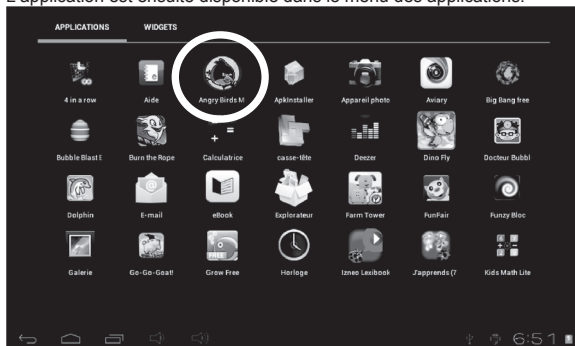 L'application est ensuite disponible dans le menu des applications.
APPLICATIONS WIDGETS
4 in a row Aide Angry Birds M ApkInstaller Appareil photo Aviary Big Bang free
Bubble Blast E Burn the Rope Calculatrice casse-tête Deezer Dino Fly Docteur Bubbl
Dolphin E-mail eBook Explorateur Farm Tower FunFair Funzy Bloc
FREE
Galerie Go-Go-Goat! Grow Free Horloge Izneo Lexibook J'apprends (7 Kids Math Lite
6:51